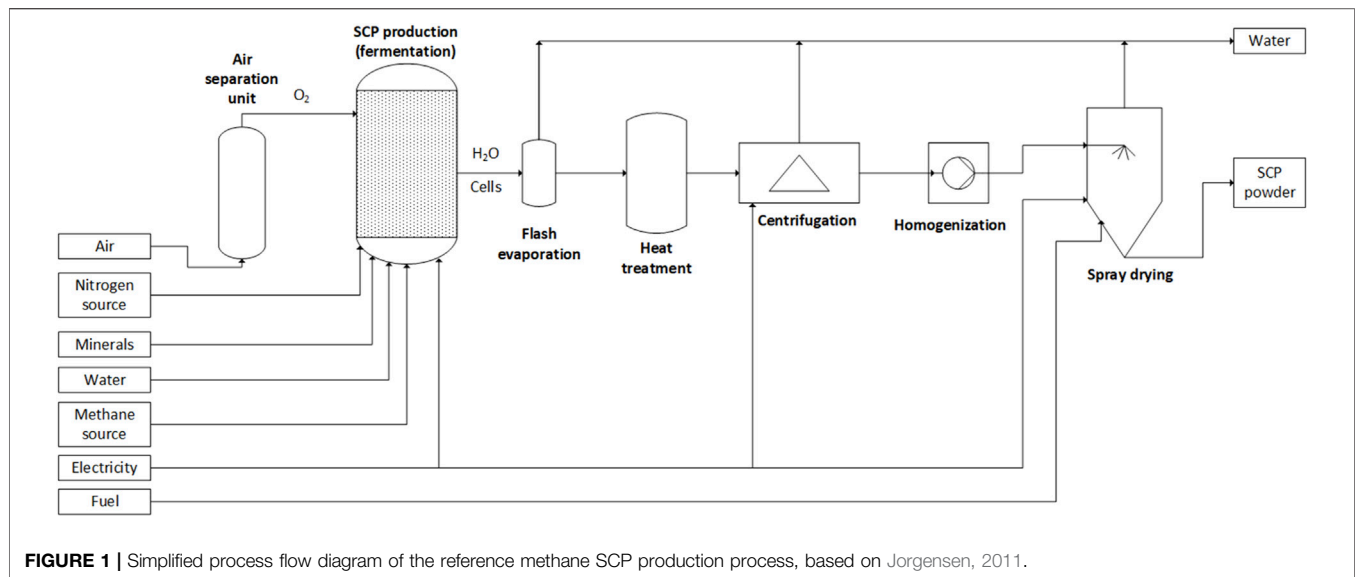 SCP production
(fermentation)
Air
separation
unit
O2
H2O
Cells
Flash
evaporation
Heat
treatment
Centrifugation
Homogenization
Spray drying
Water
SCP
powder
Air
Nitrogen
source
Minerals
Water
Methane
source
Electricity
Fuel
FIGURE 1 | Simplified process flow diagram of the reference methane SCP production process, based on Jorgensen, 2011.